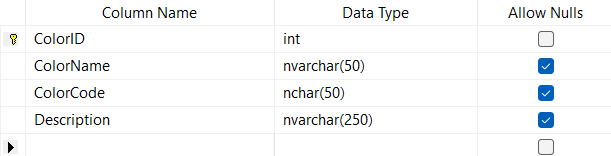 Column Name Data Type Allow Nulls
ColorID int
ColorName nvarchar(50)
ColorCode nchar(50)
Description nvarchar(250)